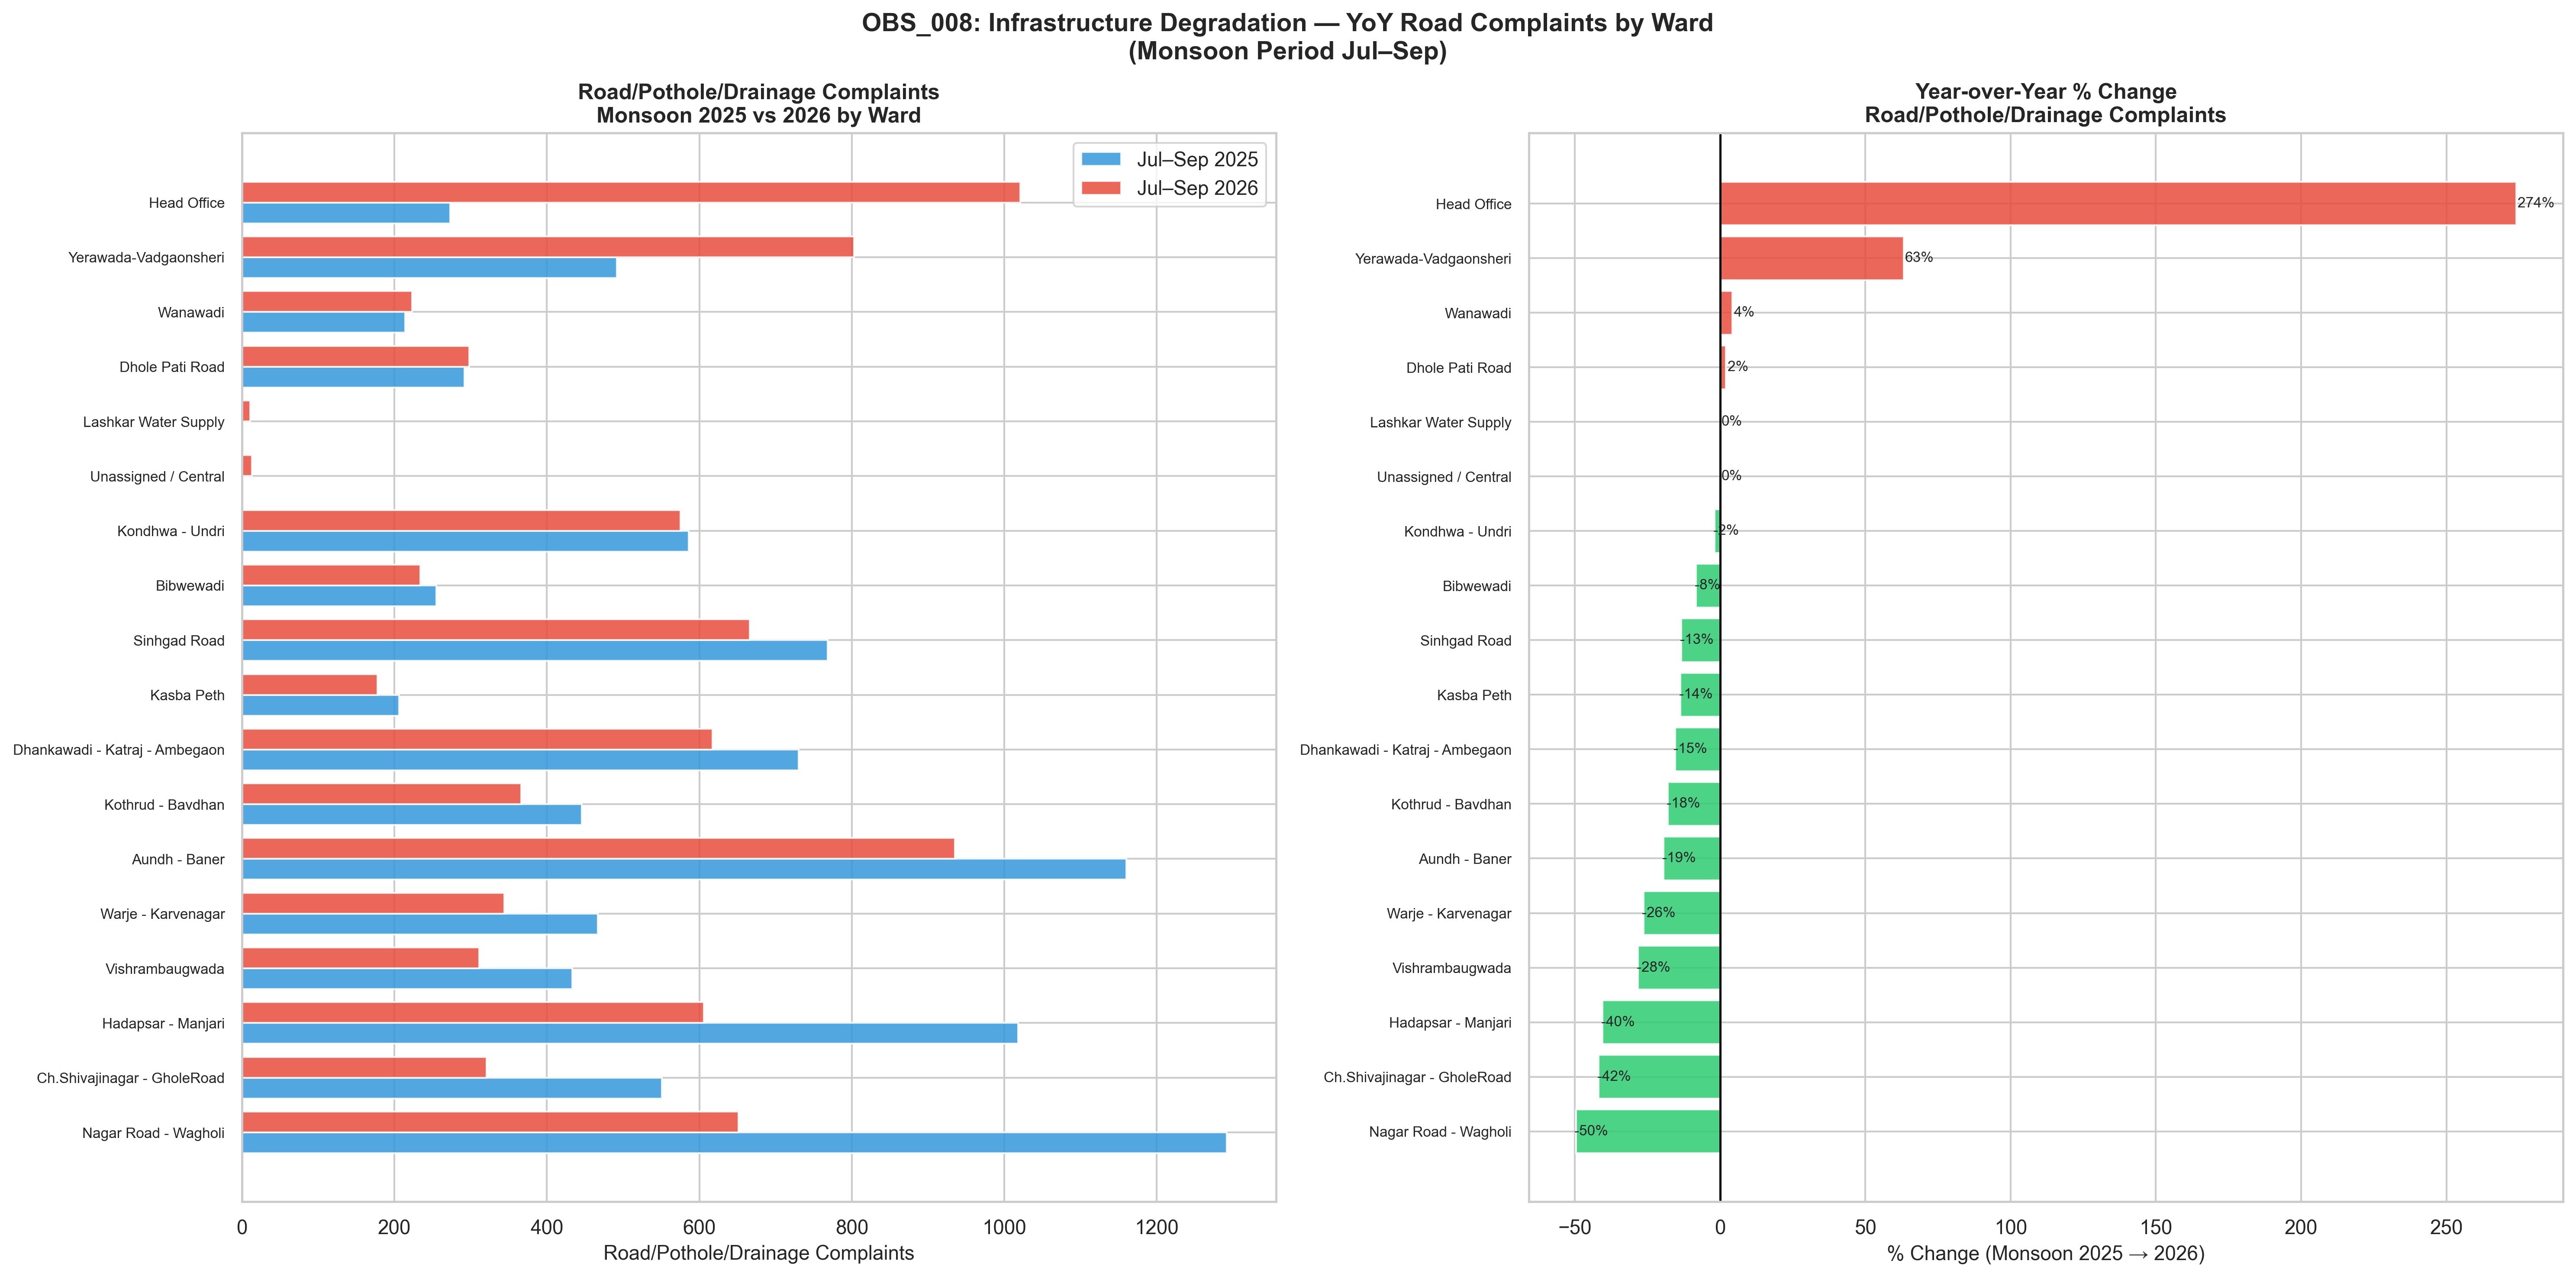 OBS_008: Infrastructure Degradation — YoY Road Complaints by Ward
(Monsoon Period Jul–Sep)
Road/Pothole/Drainage Complaints
Monsoon 2025 vs 2026 by Ward
Jul–Sep 2025
Jul–Sep 2026
Head Office
Yerawada-Vadgaonsheri
Wanawadi
Dhole Pati Road
Lashkar Water Supply
Unassigned / Central
Kondhwa - Undri
Bibwewadi
Sinhgad Road
Kasba Peth
Dhankawadi - Katraj - Ambegaon
Kothrud - Bavdhan
Aundh - Baner
Warje - Karvenagar
Vishrambaugwada
Hadapsar - Manjari
Ch.Shivajinagar - GholeRoad
Nagar Road - Wagholi
0 200 400 600 800 1000 1200
Road/Pothole/Drainage Complaints
Year-over-Year % Change
Road/Pothole/Drainage Complaints
Head Office 274%
Yerawada-Vadgaonsheri 63%
Wanawadi 4%
Dhole Pati Road 2%
Lashkar Water Supply 0%
Unassigned / Central 0%
Kondhwa - Undri -2%
Bibwewadi -8%
Sinhgad Road -13%
Kasba Peth -14%
Dhankawadi - Katraj - Ambegaon -15%
Kothrud - Bavdhan -18%
Aundh - Baner -19%
Warje - Karvenagar -26%
Vishrambaugwada -28%
Hadapsar - Manjari -40%
Ch.Shivajinagar - GholeRoad -42%
Nagar Road - Wagholi -50%
−50 0 50 100 150 200 250
% Change (Monsoon 2025 → 2026)